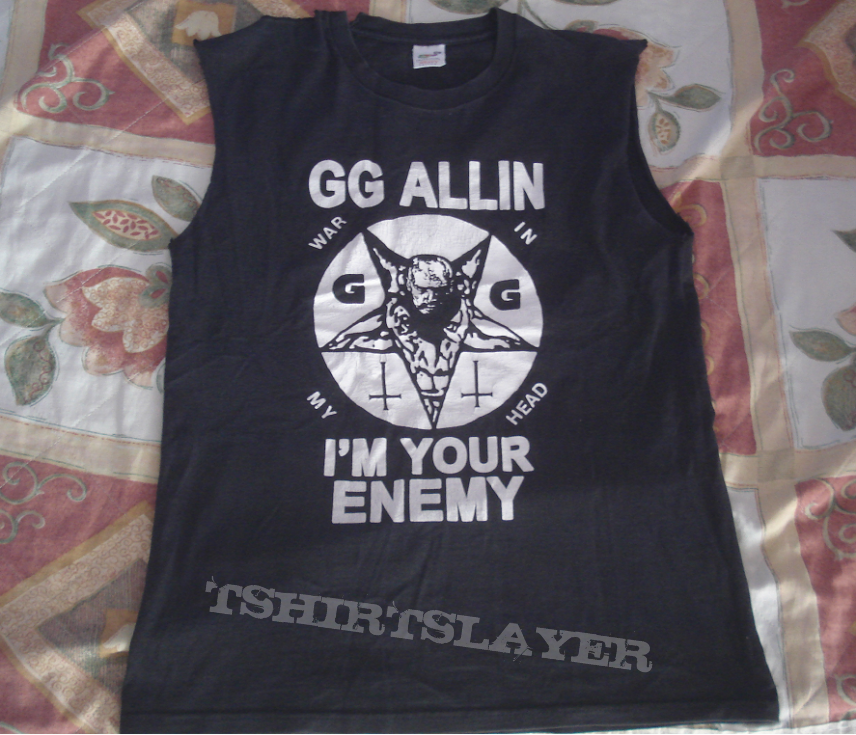 GG ALLIN
WAR IN
G G
MY HEAD
I'M YOUR
ENEMY
TSHIRTSLAYER